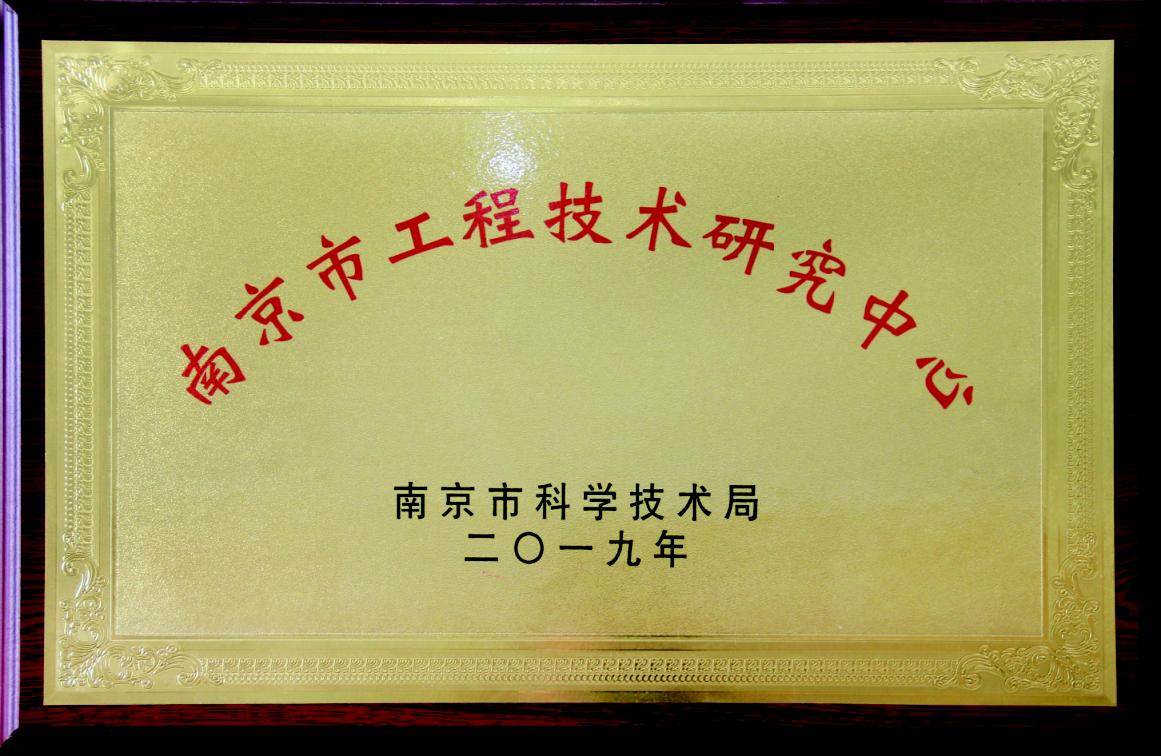 南京市工程技术研究中心
南京市科学技术局
二〇一九年